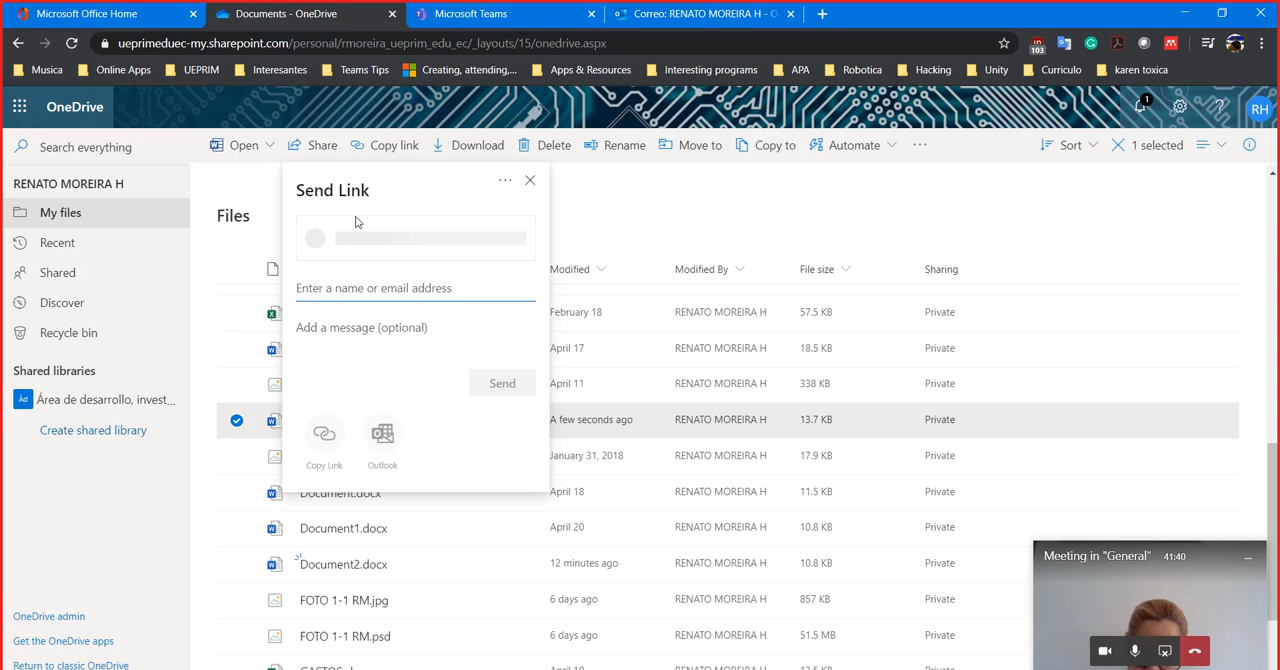 Microsoft Office Home
Documents - OneDrive
Microsoft Teams
Correo: RENATO MOREIRA H - O
ueprimeduec-my.sharepoint.com/personal/rmoreira_ueprim_edu_ec/_layouts/15/onedrive.aspx
103
Musica
Online Apps
UEPRIM
Interesantes
Teams Tips
Creating, attending,...
Apps & Resources
Interesting programs
APA
Robotica
Hacking
Unity
Curriculo
karen toxica
OneDrive
1
?
RH
Search everything
Open
Share
Copy link
Download
Delete
Rename
Move to
Copy to
Automate
Sort
1 selected
RENATO MOREIRA H
My files
Recent
Shared
Discover
Recycle bin
Shared libraries
Ád Área de desarrollo, invest...
Create shared library
OneDrive admin
Get the OneDrive apps
Return to classic OneDrive
Files
Send Link
Enter a name or email address
Add a message (optional)
Send
Copy Link
Outlook
Modified
Modified By
File size
Sharing
February 18 RENATO MOREIRA H 57.5 KB Private
April 17 RENATO MOREIRA H 18.5 KB Private
April 11 RENATO MOREIRA H 338 KB Private
A few seconds ago RENATO MOREIRA H 13.7 KB Private
January 31, 2018 RENATO MOREIRA H 17.9 KB Private
Document.docx April 18 RENATO MOREIRA H 11.5 KB Private
Document1.docx April 20 RENATO MOREIRA H 10.8 KB Private
Document2.docx 12 minutes ago RENATO MOREIRA H 10.8 KB Private
FOTO 1-1 RM.jpg 6 days ago RENATO MOREIRA H 857 KB Private
FOTO 1-1 RM.psd 6 days ago RENATO MOREIRA H 51.5 MB Private
April 10 RENATO MOREIRA H Private
Meeting in "General" 41:40